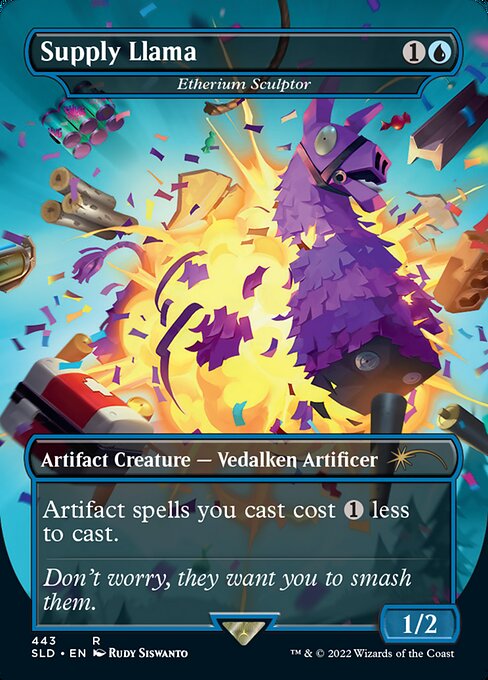 Supply Llama 1
Etherium Sculptor
Artifact Creature — Vedalken Artificer
Artifact spells you cast cost 1 less
to cast.
Don't worry, they want you to smash
them.
1/2
443 R
SLD • EN Rudy Siswanto
™ & © 2022 Wizards of the Coast